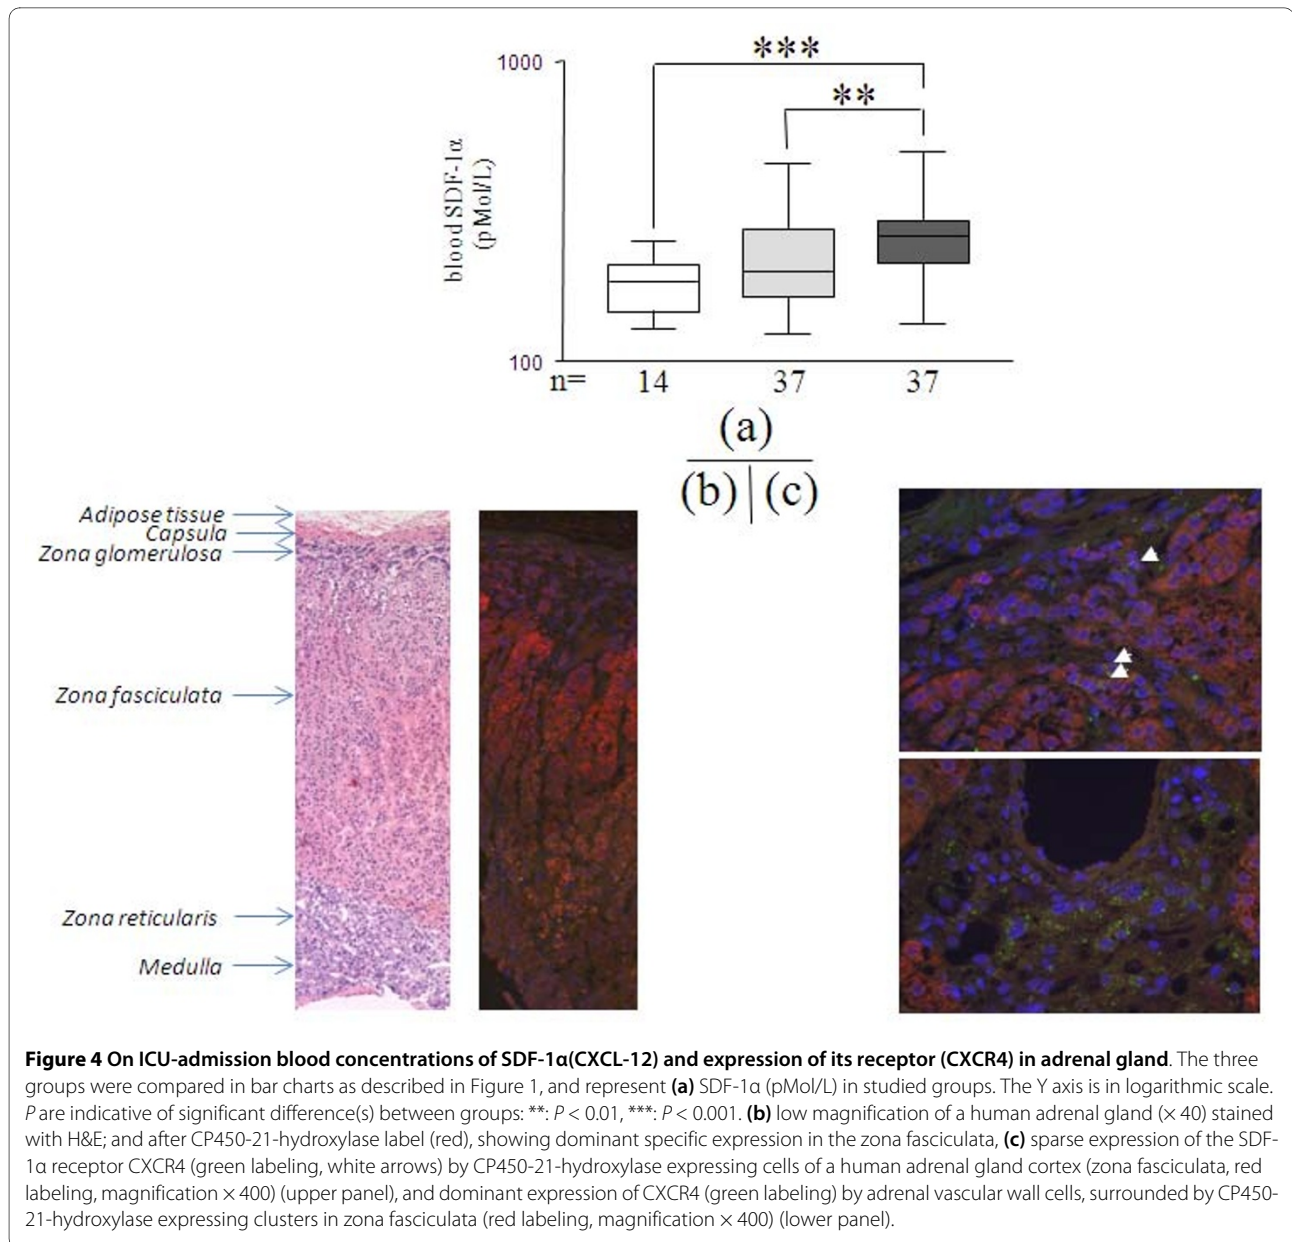 1000
***
**
blood SDF-1α
(pMol/L)
100
n= 14 37 37
(a)
(b) | (c)
Adipose tissue
Capsula
Zona glomerulosa
Zona fasciculata
Zona reticularis
Medulla
Figure 4 On ICU-admission blood concentrations of SDF-1α(CXCL-12) and expression of its receptor (CXCR4) in adrenal gland. The three
groups were compared in bar charts as described in Figure 1, and represent (a) SDF-1α (pMol/L) in studied groups. The Y axis is in logarithmic scale.
P are indicative of significant difference(s) between groups: **: P < 0.01, ***: P < 0.001. (b) low magnification of a human adrenal gland (× 40) stained
with H&E; and after CP450-21-hydroxylase label (red), showing dominant specific expression in the zona fasciculata, (c) sparse expression of the SDF-
1α receptor CXCR4 (green labeling, white arrows) by CP450-21-hydroxylase expressing cells of a human adrenal gland cortex (zona fasciculata, red
labeling, magnification × 400) (upper panel), and dominant expression of CXCR4 (green labeling) by adrenal vascular wall cells, surrounded by CP450-
21-hydroxylase expressing clusters in zona fasciculata (red labeling, magnification × 400) (lower panel).